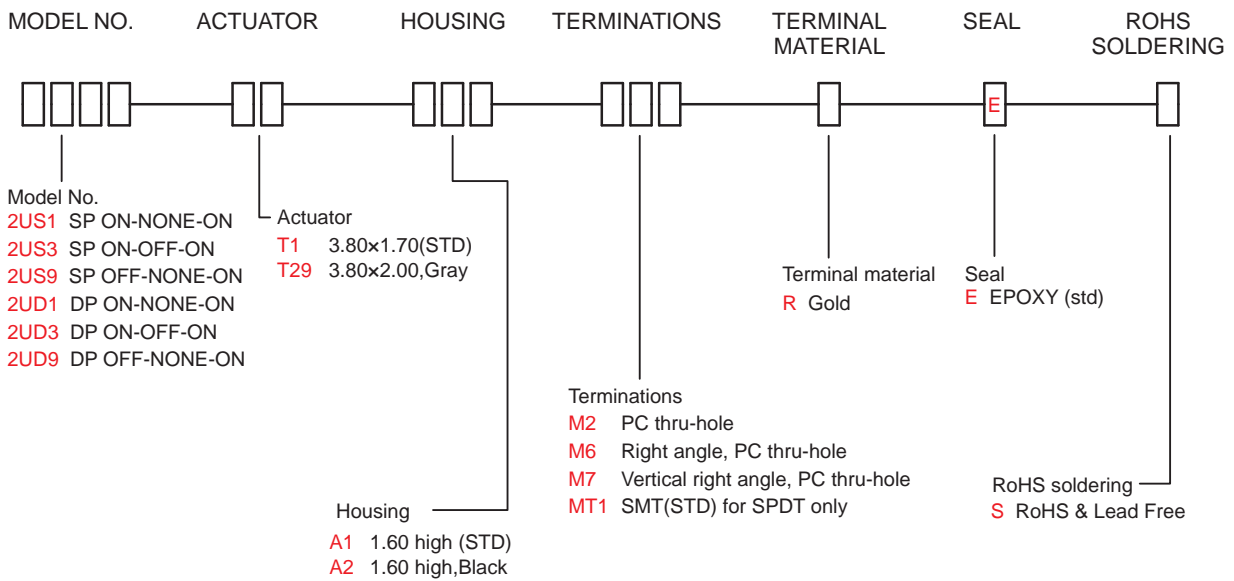 MODEL NO. ACTUATOR HOUSING TERMINATIONS TERMINAL MATERIAL SEAL ROHS SOLDERING
E
Model No.
2US1 SP ON-NONE-ON
2US3 SP ON-OFF-ON
2US9 SP OFF-NONE-ON
2UD1 DP ON-NONE-ON
2UD3 DP ON-OFF-ON
2UD9 DP OFF-NONE-ON
Actuator
T1 3.80×1.70(STD)
T29 3.80×2.00,Gray
Housing
A1 1.60 high (STD)
A2 1.60 high,Black
Terminations
M2 PC thru-hole
M6 Right angle, PC thru-hole
M7 Vertical right angle, PC thru-hole
MT1 SMT(STD) for SPDT only
Terminal material
R Gold
Seal
E EPOXY (std)
RoHS soldering
S RoHS & Lead Free